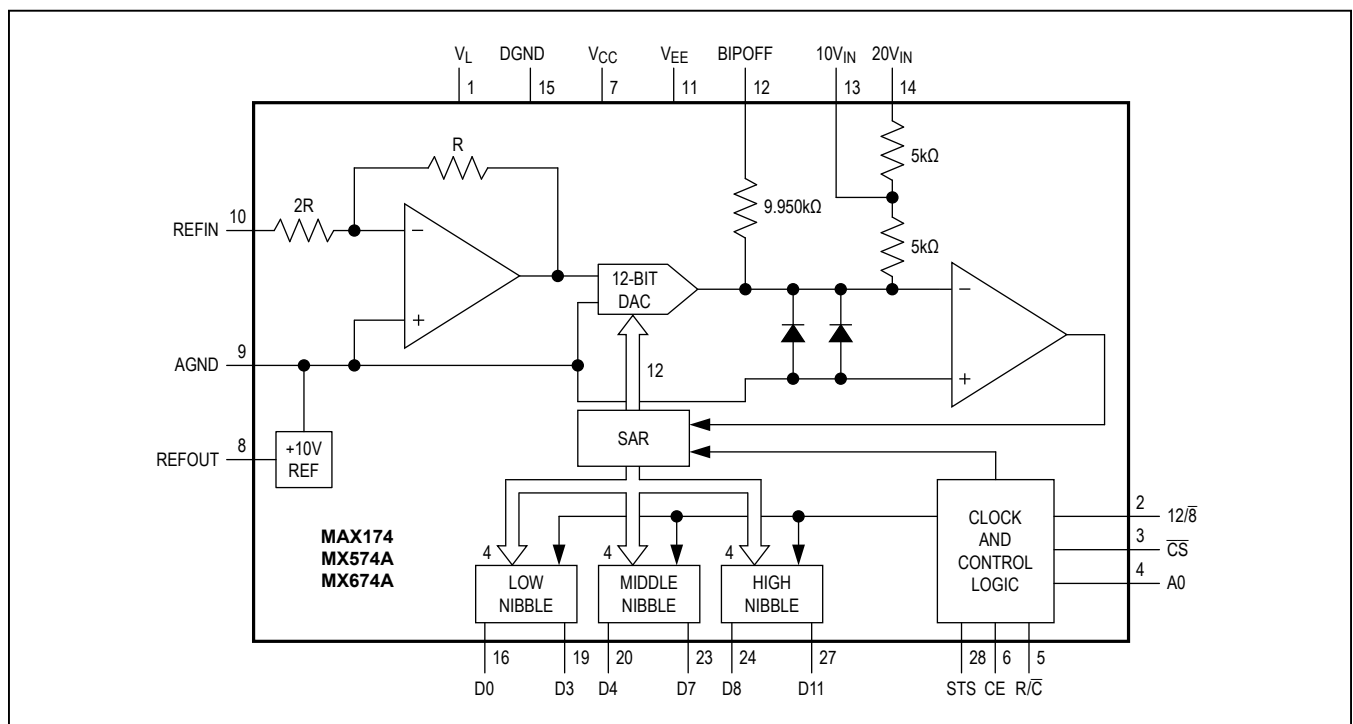 VL DGND VCC VEE BIPOFF 10VIN 20VIN
1 15 7 11 12 13 14
R
5kΩ
2R
9.950kΩ
10
REFIN
−
−
5kΩ
12-BIT
DAC
+
+
9
AGND
12
8
REFOUT
+10V
REF
SAR
MAX174
MX574A
MX674A
CLOCK
AND
CONTROL
LOGIC
2
12/8̅
3
C̅S̅
4
A0
4 4 4
LOW
NIBBLE
MIDDLE
NIBBLE
HIGH
NIBBLE
16 19 20 23 24 27 28 6 5
D0 D3 D4 D7 D8 D11 STS CE R/C̅